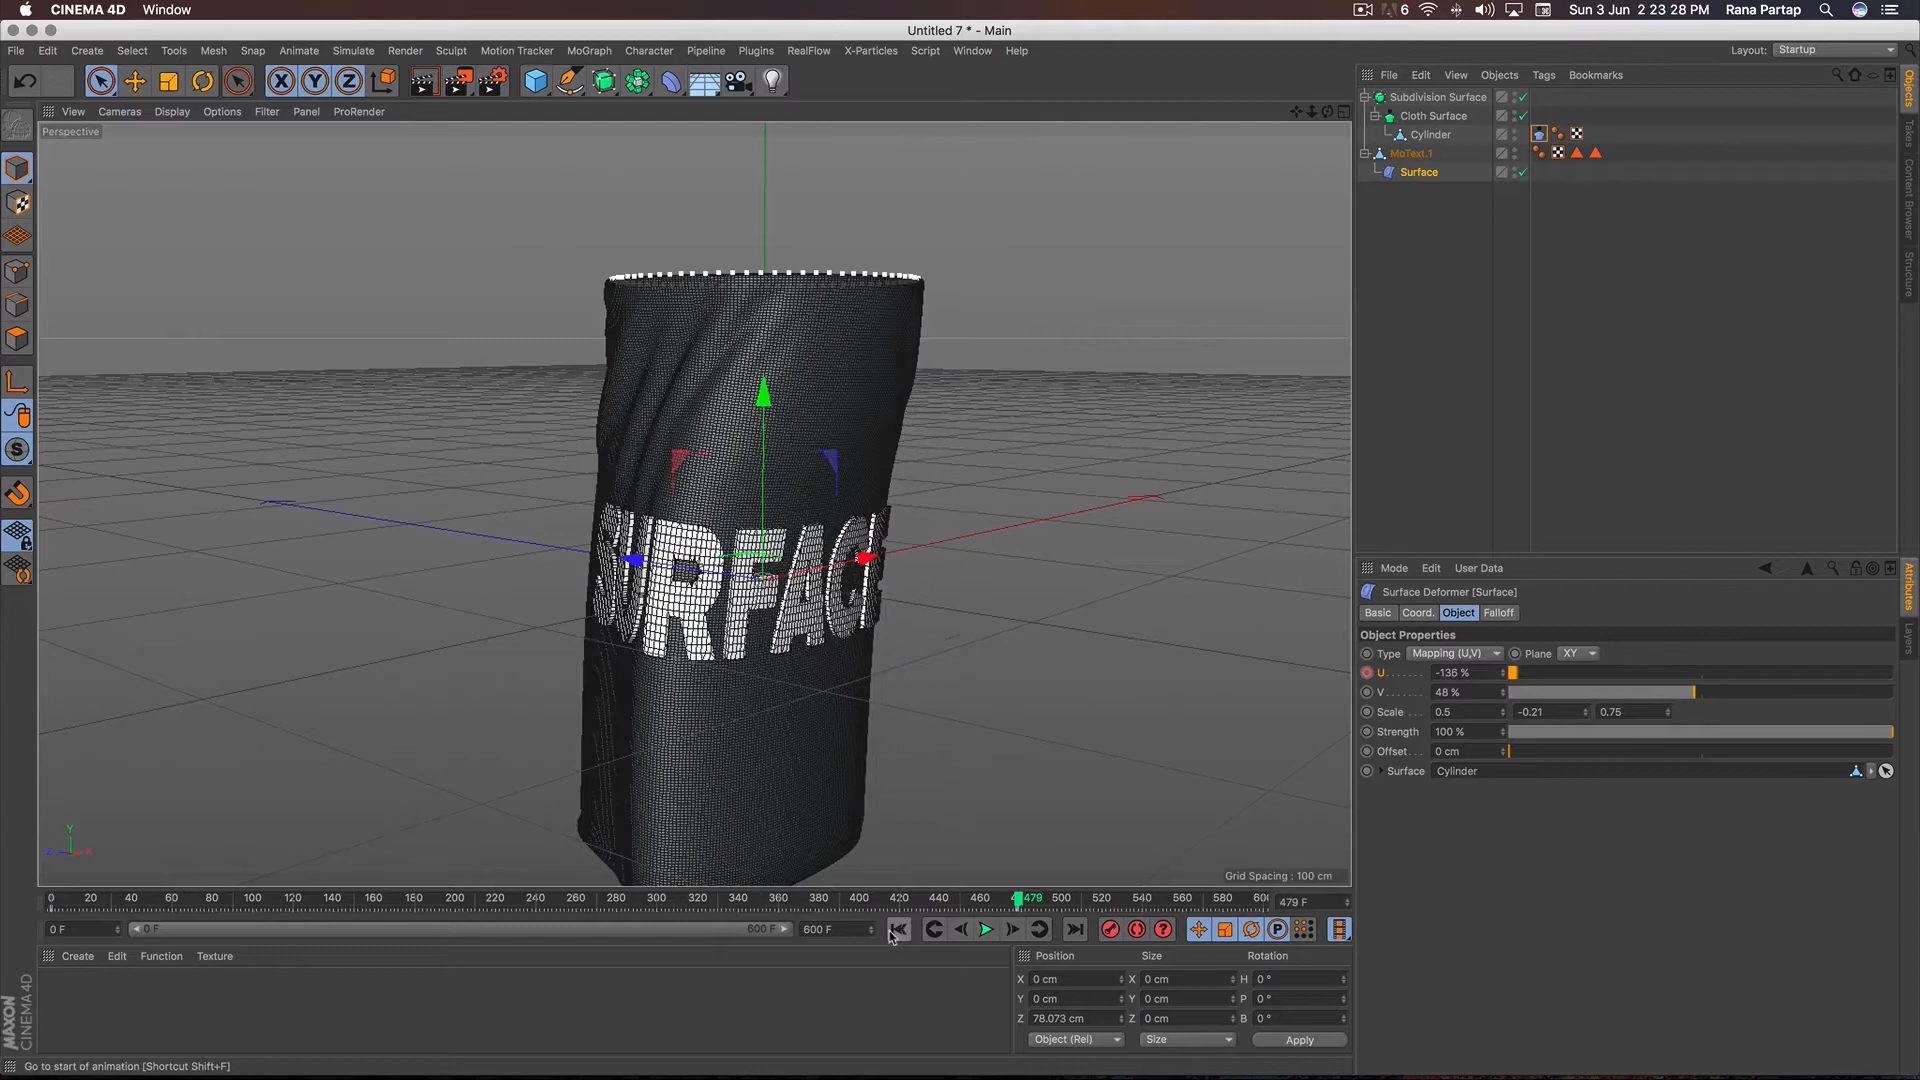 CINEMA 4D Window
6 Sun 3 Jun 2 23 28 PM Rana Partap
Untitled 7 * - Main
File Edit Create Select Tools Mesh Snap Animate Simulate Render Sculpt Motion Tracker MoGraph Character Pipeline Plugins RealFlow X-Particles Script Window Help
Layout: Startup
File Edit View Objects Tags Bookmarks
View Cameras Display Options Filter Panel ProRender
Perspective
Subdivision Surface
Cloth Surface
Cylinder
MoText.1
Surface
Objects
Takes
Content Browser
Structure
SURFACE
Mode Edit User Data
Surface Deformer [Surface]
Basic Coord. Object Falloff
Object Properties
Type Mapping (U,V) Plane XY
U -136 %
V 48 %
Scale 0.5 -0.21 0.75
Strength 100 %
Offset 0 cm
Surface Cylinder
Attributes
Layers
Y
Z X
Grid Spacing : 100 cm
0 20 40 60 80 100 120 140 160 180 200 220 240 260 280 300 320 340 360 380 400 420 440 460 479 500 520 540 560 580 600 479 F
0 F 0 F 600 F 600 F
Create Edit Function Texture
Position Size Rotation
X 0 cm X 0 cm H 0 °
Y 0 cm Y 0 cm P 0 °
Z 78.073 cm Z 0 cm B 0 °
Object (Rel) Size Apply
MAXON
CINEMA 4D
Go to start of animation [Shortcut Shift+F]